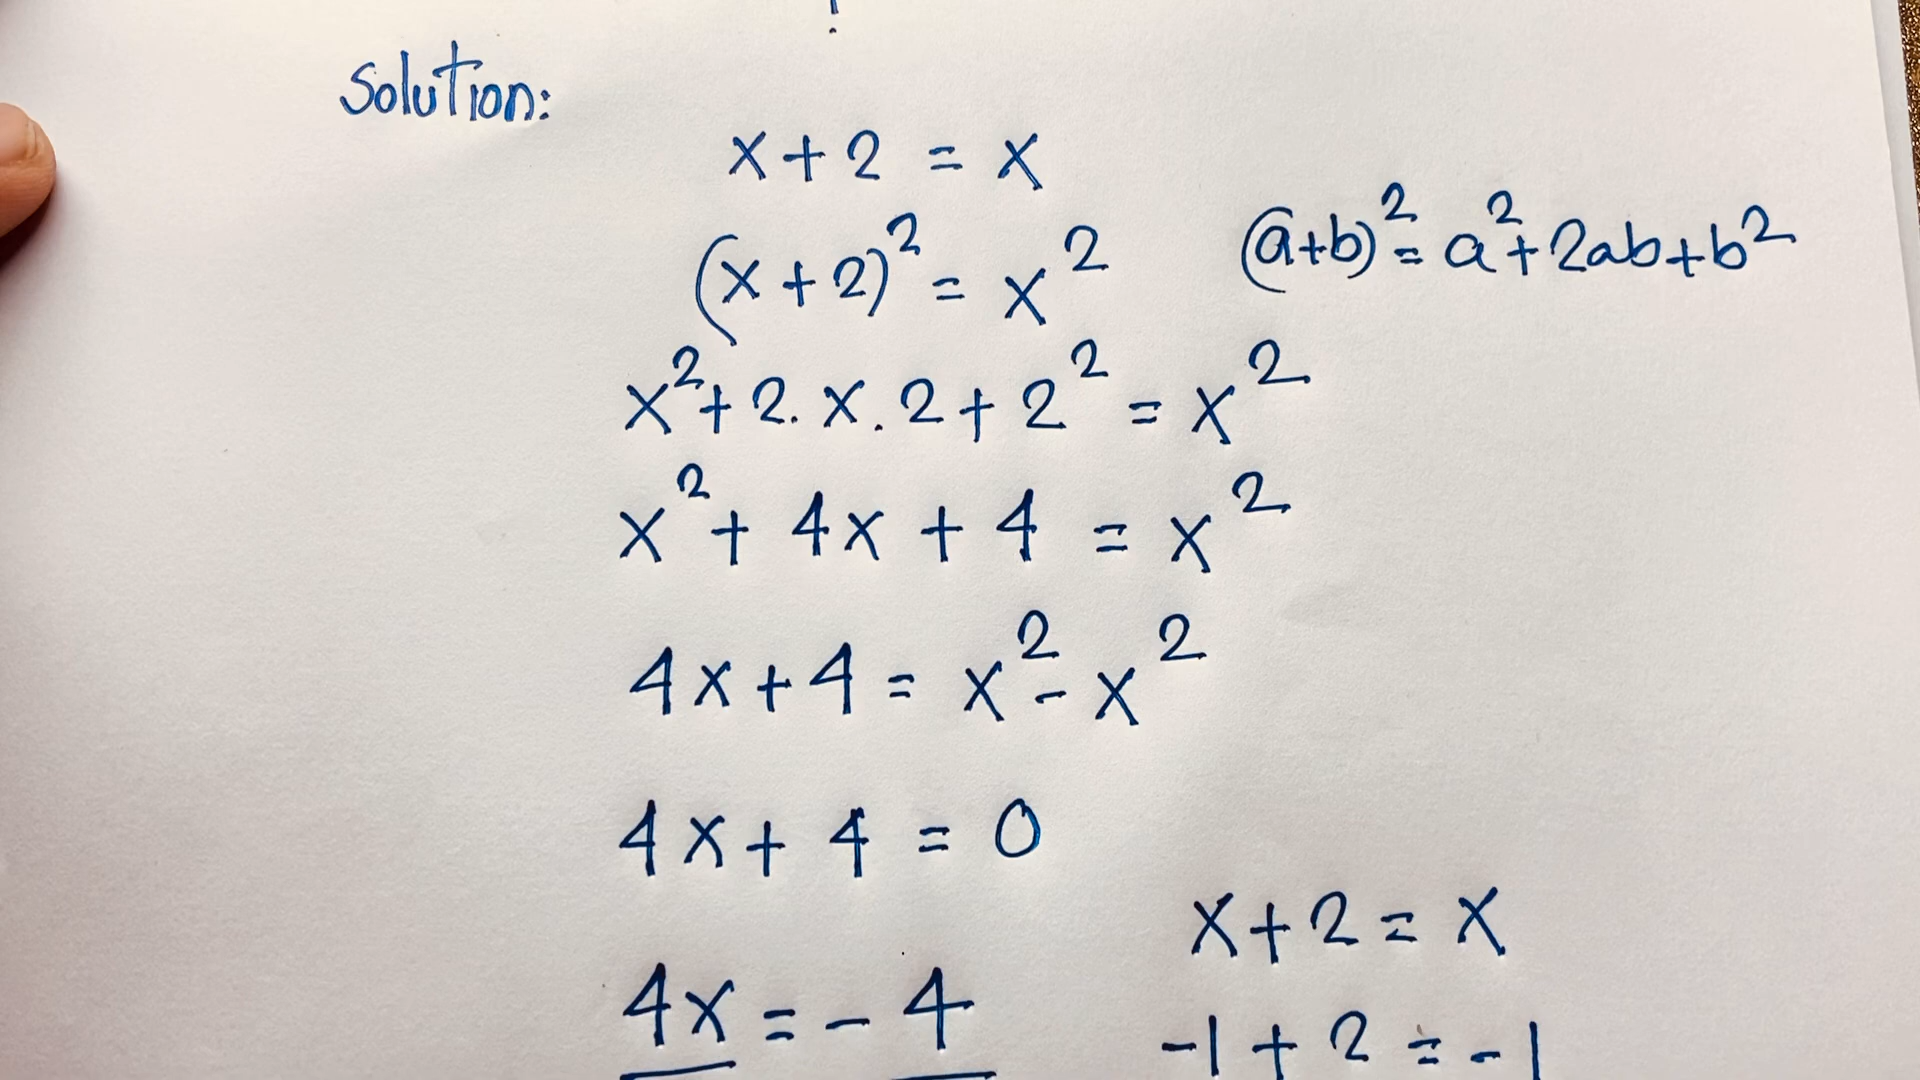 Solution:
x + 2 = x
(x + 2)² = x²
(a+b)² = a² + 2ab + b²
x² + 2 . x . 2 + 2² = x²
x² + 4x + 4 = x²
4x + 4 = x² - x²
4x + 4 = 0
4x = - 4
x + 2 = x
-1 + 2 = -1